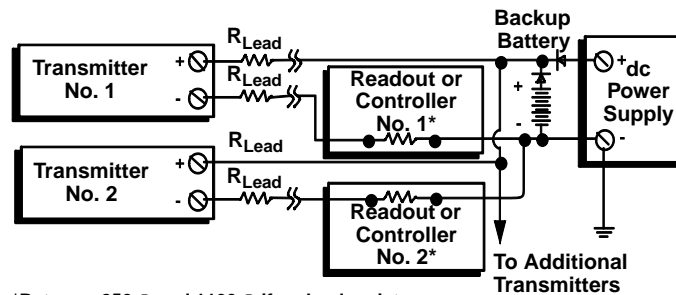 Backup
Battery
R Lead
Transmitter
No. 1
+
-
R Lead
Readout or
Controller
No. 1*
+
-
+
dc
Power
Supply
-
Transmitter
No. 2
+
-
R Lead
R Lead
Readout or
Controller
No. 2*
To Additional
Transmitters